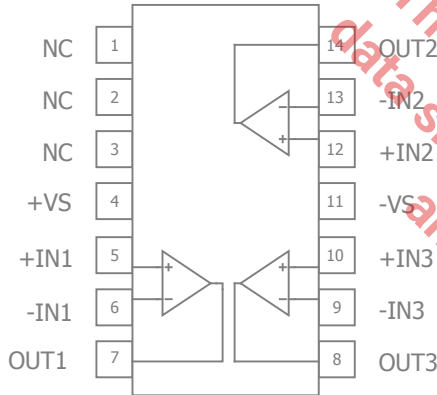 NC 1 14 OUT2
NC 2 13 -IN2
NC 3 12 +IN2
+VS 4 11 -VS
+IN1 5 10 +IN3
-IN1 6 9 -IN3
OUT1 7 8 OUT3
- +
+ -
+ -
data